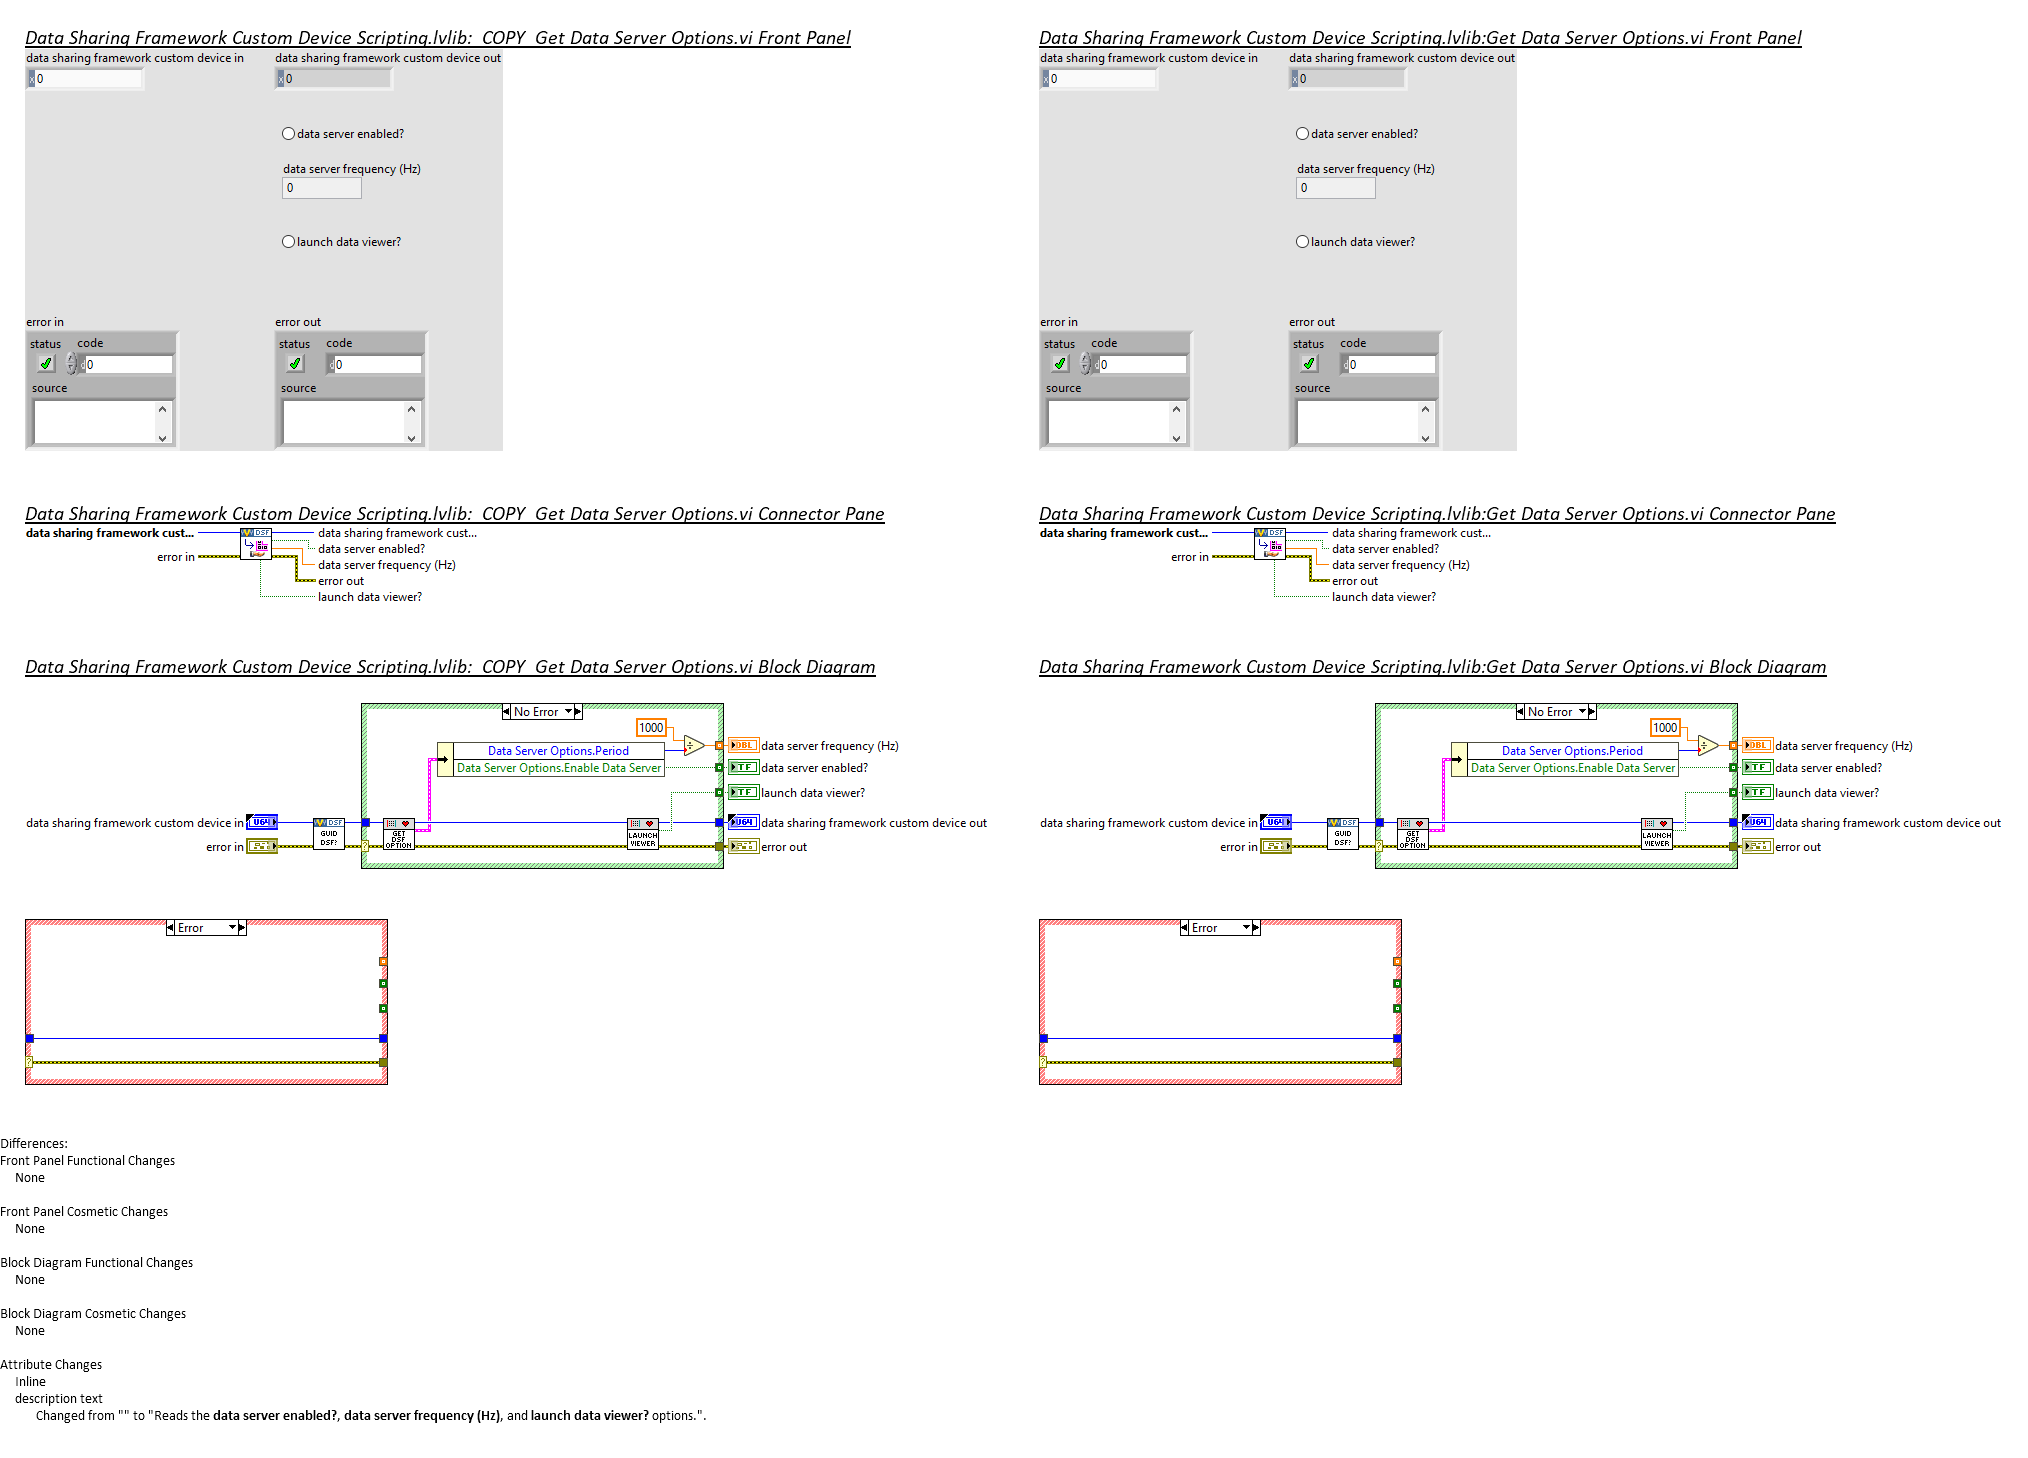 Data Sharing Framework Custom Device Scripting.lvlib:  COPY  Get Data Server Options.vi Front Panel
data sharing framework custom device in
data sharing framework custom device out
x 0
x 0
data server enabled?
data server frequency (Hz)
0
launch data viewer?
error in
error out
status code
status code
d 0
d 0
source
source
Data Sharing Framework Custom Device Scripting.lvlib:Get Data Server Options.vi Front Panel
data sharing framework custom device in
data sharing framework custom device out
x 0
x 0
data server enabled?
data server frequency (Hz)
0
launch data viewer?
error in
error out
status code
status code
d 0
d 0
source
source
Data Sharing Framework Custom Device Scripting.lvlib:  COPY  Get Data Server Options.vi Connector Pane
data sharing framework cust...
DSF
data sharing framework cust...
data server enabled?
error in
data server frequency (Hz)
error out
launch data viewer?
Data Sharing Framework Custom Device Scripting.lvlib:Get Data Server Options.vi Connector Pane
data sharing framework cust...
DSF
data sharing framework cust...
data server enabled?
error in
data server frequency (Hz)
error out
launch data viewer?
Data Sharing Framework Custom Device Scripting.lvlib:  COPY  Get Data Server Options.vi Block Diagram
No Error
1000
Data Server Options.Period
÷
DBL
data server frequency (Hz)
Data Server Options.Enable Data Server
TF
data server enabled?
TF
launch data viewer?
data sharing framework custom device in
U64
DSF
GUID
DSF?
GET
DSF
OPTION
LAUNCH
VIEWER
U64
data sharing framework custom device out
error in
?
error out
Error
?
Data Sharing Framework Custom Device Scripting.lvlib:Get Data Server Options.vi Block Diagram
No Error
1000
Data Server Options.Period
÷
DBL
data server frequency (Hz)
Data Server Options.Enable Data Server
TF
data server enabled?
TF
launch data viewer?
data sharing framework custom device in
U64
DSF
GUID
DSF?
GET
DSF
OPTION
LAUNCH
VIEWER
U64
data sharing framework custom device out
error in
?
error out
Error
?
Differences:
Front Panel Functional Changes
None
Front Panel Cosmetic Changes
None
Block Diagram Functional Changes
None
Block Diagram Cosmetic Changes
None
Attribute Changes
Inline
description text
Changed from "" to "Reads the data server enabled?, data server frequency (Hz), and launch data viewer? options.".